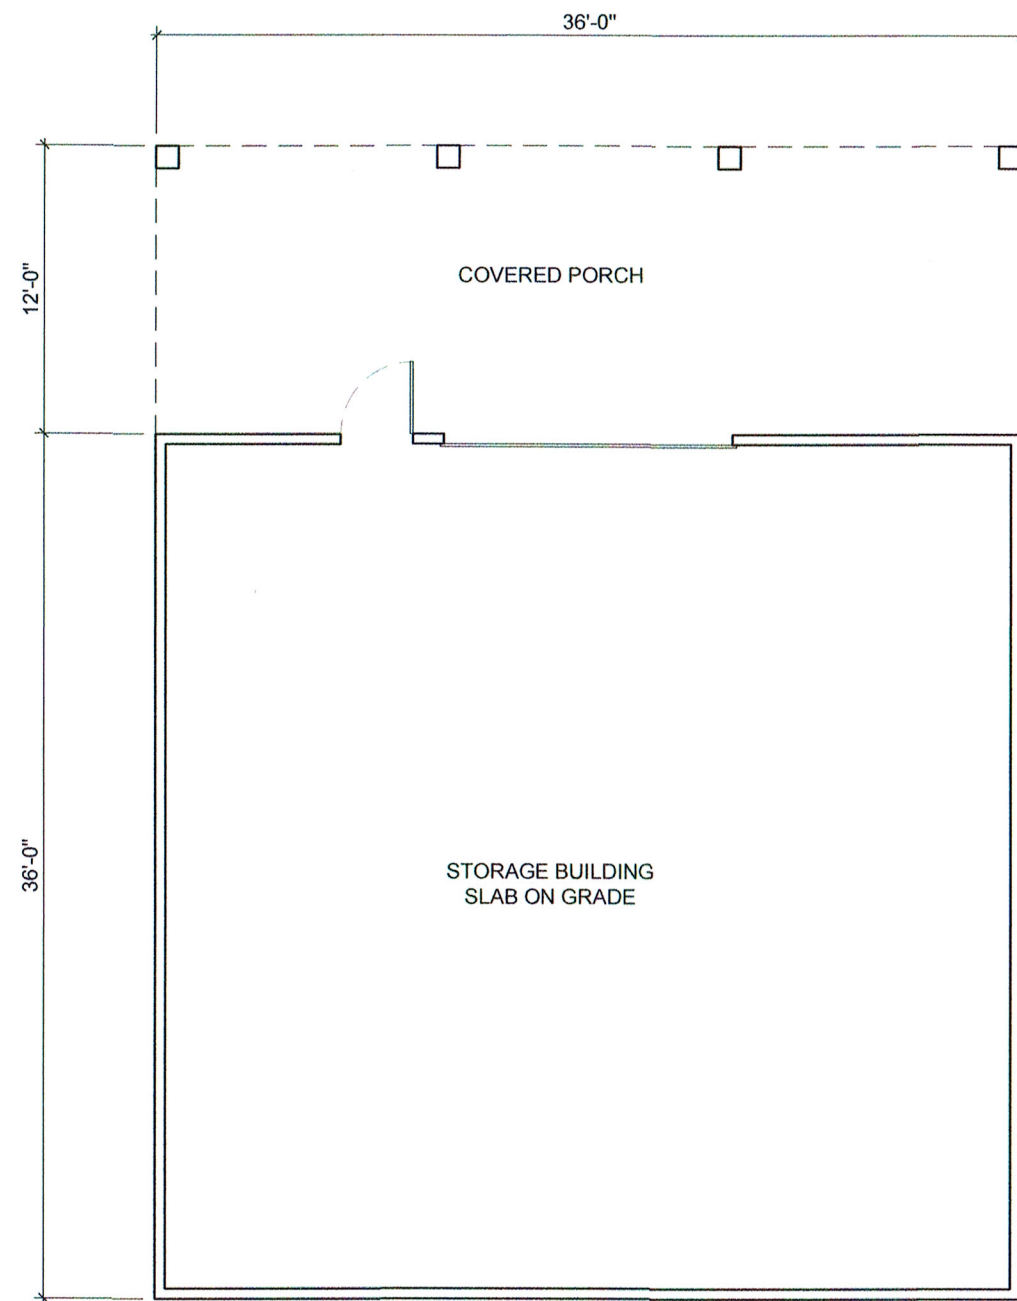 36'-0"
12'-0"
COVERED PORCH
36'-0"
STORAGE BUILDING
SLAB ON GRADE